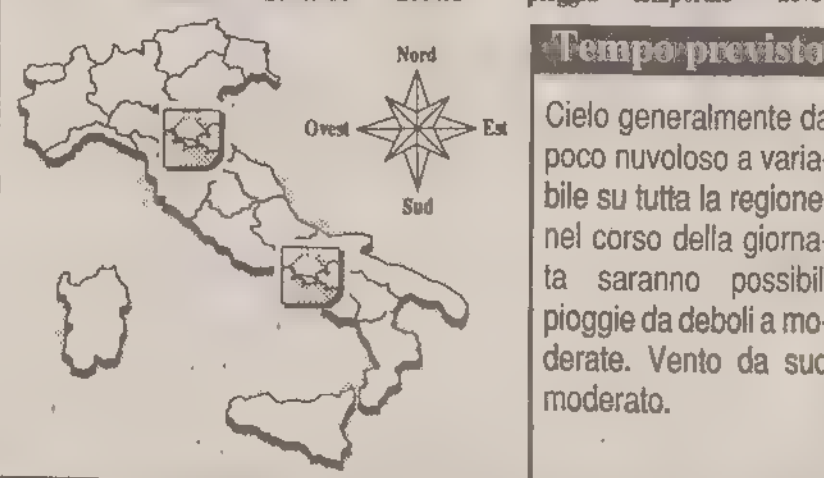 Nord
Ovest
Est
Sud
Tempo previsto
Cielo generalmente da
poco nuvoloso a varia-
bile su tutta la regione
nel corso della giorna-
ta saranno possibil
pioggie da deboli a mo-
derate. Vento da sud
moderato.